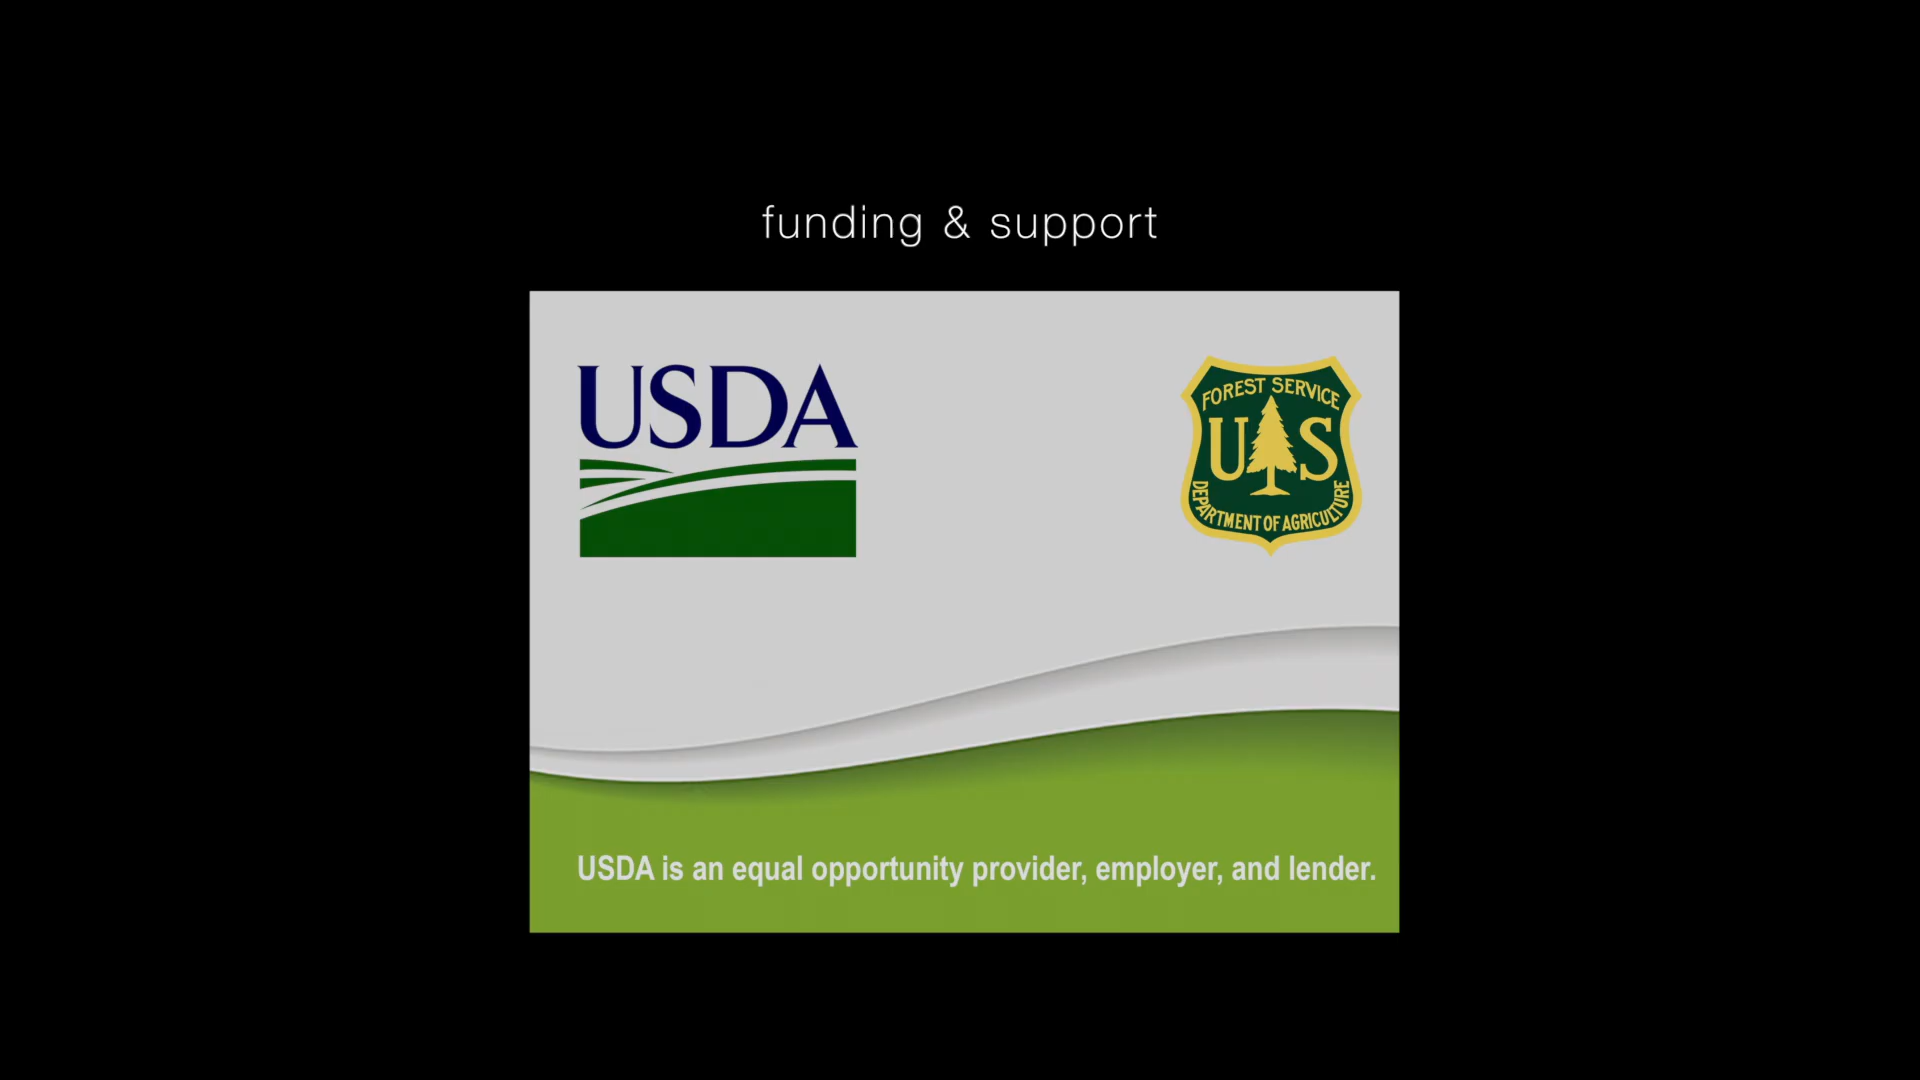 funding & support
USDA
FOREST SERVICE
U S
DEPARTMENT OF AGRICULTURE
USDA is an equal opportunity provider, employer, and lender.